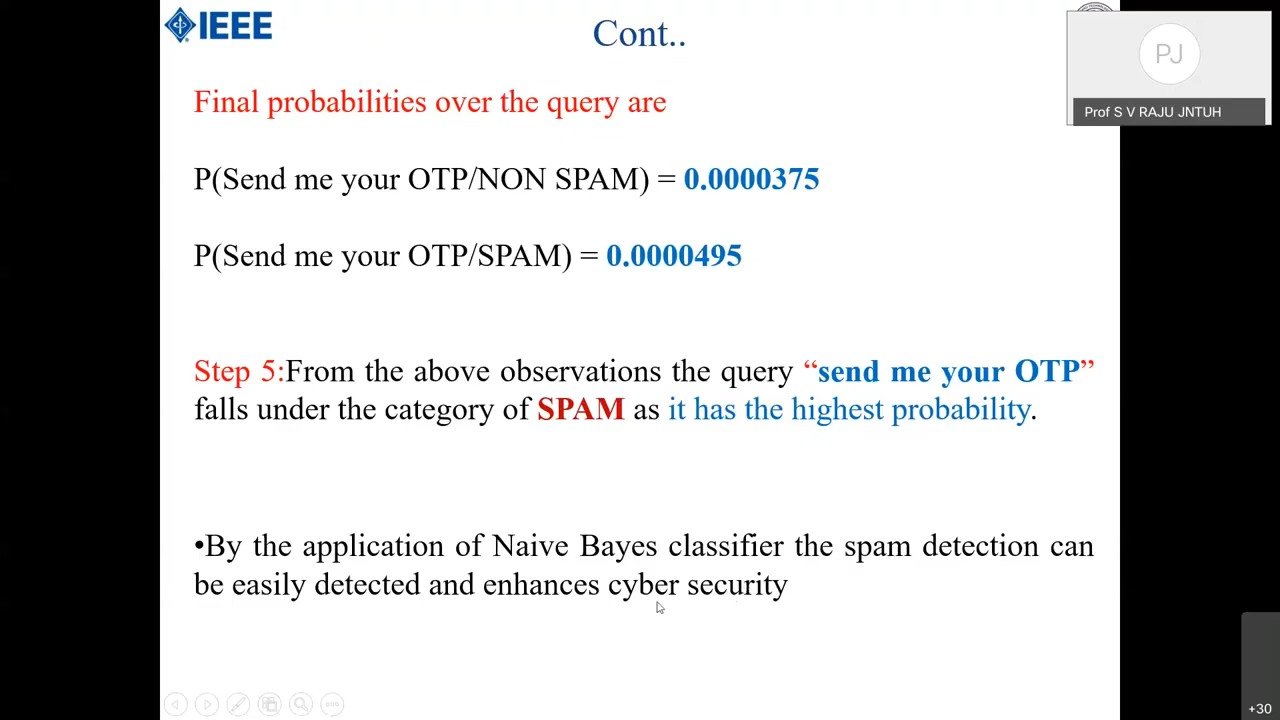 IEEE
Cont..
PJ
Prof S V RAJU JNTUH
Final probabilities over the query are
P(Send me your OTP/NON SPAM) = 0.0000375
P(Send me your OTP/SPAM) = 0.0000495
Step 5:From the above observations the query “send me your OTP”
falls under the category of SPAM as it has the highest probability.
•By the application of Naive Bayes classifier the spam detection can
be easily detected and enhances cyber security
+30